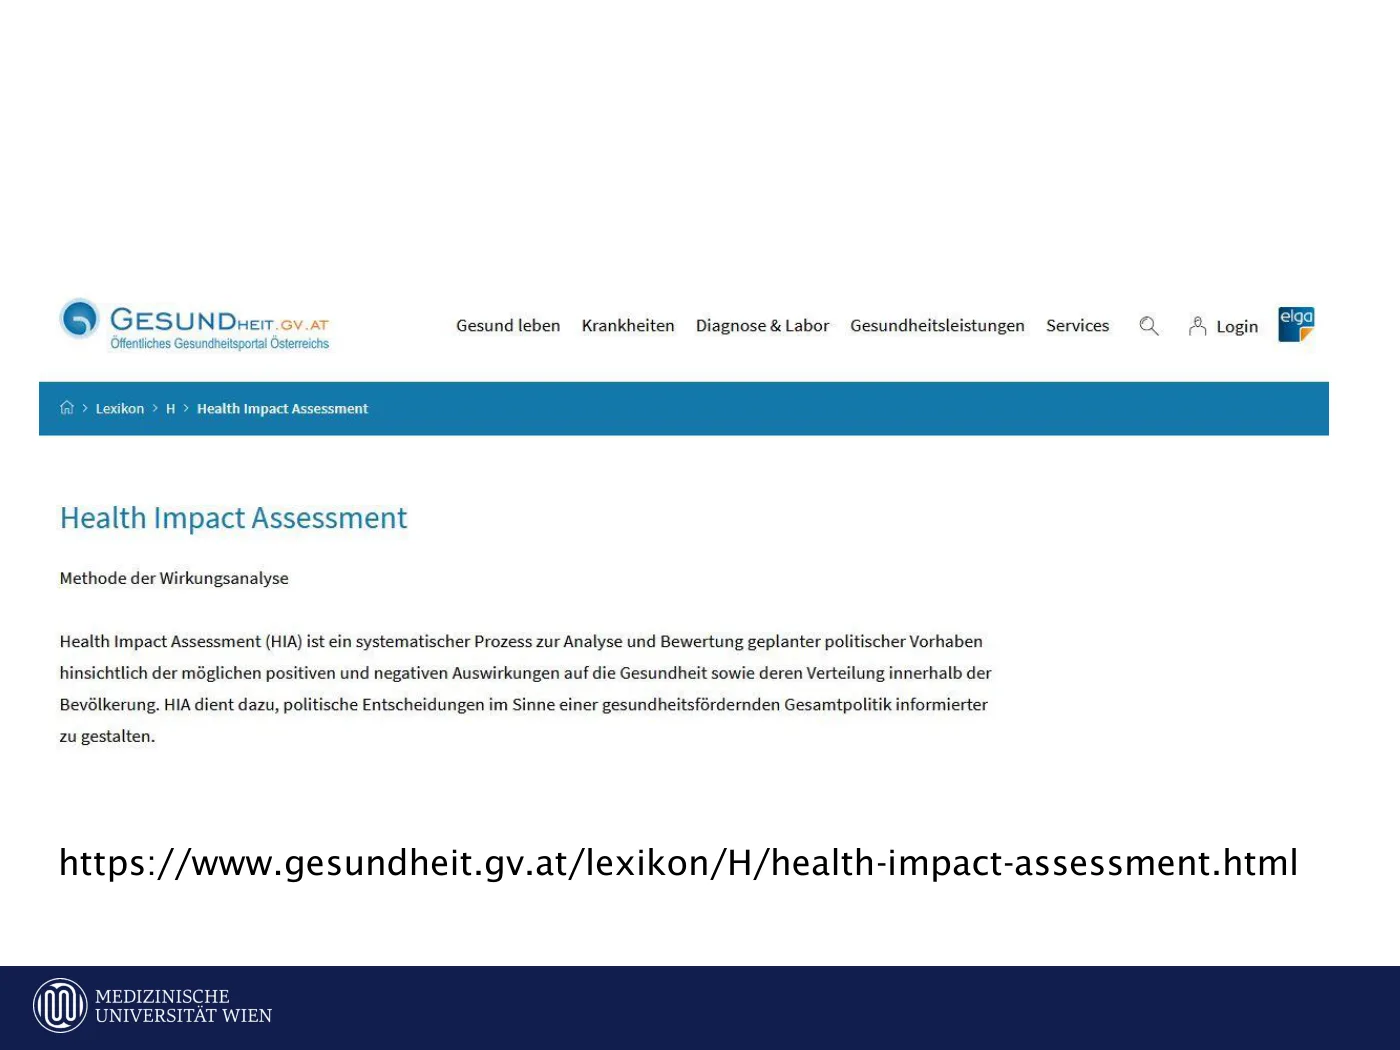 GESUNDHEIT.GV.AT
Öffentliches Gesundheitsportal Österreichs
Gesund leben Krankheiten Diagnose & Labor Gesundheitsleistungen Services Login elga
Lexikon > H > Health Impact Assessment
Health Impact Assessment
Methode der Wirkungsanalyse
Health Impact Assessment (HIA) ist ein systematischer Prozess zur Analyse und Bewertung geplanter politischer Vorhaben
hinsichtlich der möglichen positiven und negativen Auswirkungen auf die Gesundheit sowie deren Verteilung innerhalb der
Bevölkerung. HIA dient dazu, politische Entscheidungen im Sinne einer gesundheitsfördernden Gesamtpolitik informierter
zu gestalten.
https://www.gesundheit.gv.at/lexikon/H/health-impact-assessment.html
MEDIZINISCHE
UNIVERSITÄT WIEN